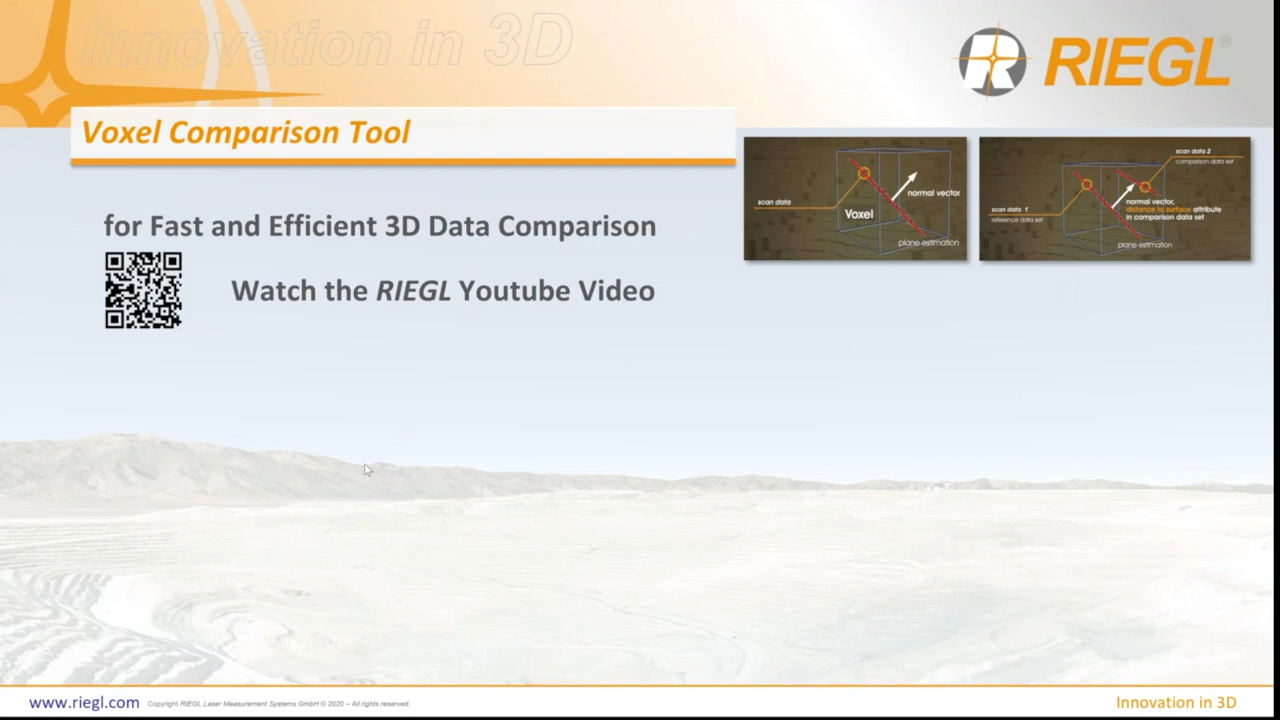 Innovation in 3D
RIEGL®
Voxel Comparison Tool
for Fast and Efficient 3D Data Comparison
Watch the RIEGL Youtube Video
scan data
Voxel
normal vector
plane estimation
scan data 2
comparison data set
scan data 1
reference data set
normal vector,
distance to surface attribute
in comparison data set
plane estimation
www.riegl.com
Copyright RIEGL Laser Measurement Systems GmbH © 2020 – All rights reserved.
Innovation in 3D